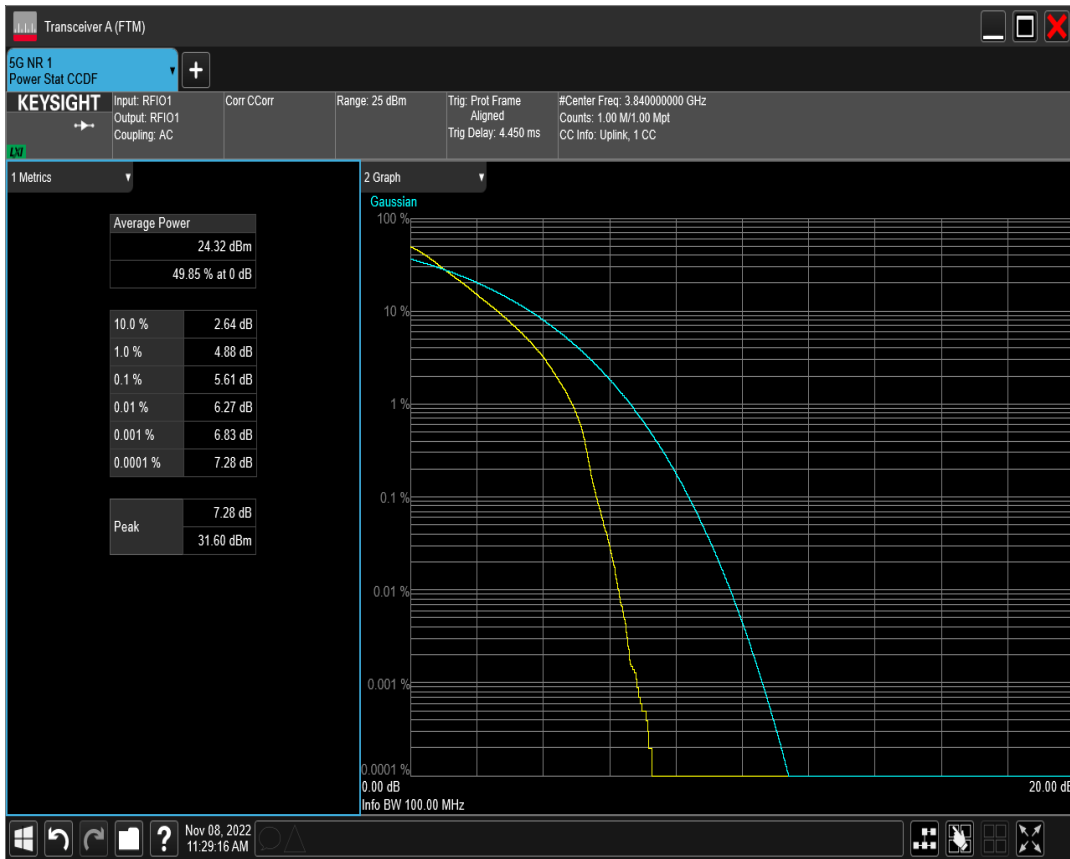 Transceiver A (FTM)
5G NR 1
Power Stat CCDF
+
KEYSIGHT
LXI
Input: RFIO1
Output: RFIO1
Coupling: AC
Corr CCorr
Range: 25 dBm
Trig: Prot Frame
Aligned
Trig Delay: 4.450 ms
#Center Freq: 3.840000000 GHz
Counts: 1.00 M/1.00 Mpt
CC Info: Uplink, 1 CC
1 Metrics
Average Power
24.32 dBm
49.85 % at 0 dB
10.0 % 2.64 dB
1.0 % 4.88 dB
0.1 % 5.61 dB
0.01 % 6.27 dB
0.001 % 6.83 dB
0.0001 % 7.28 dB
Peak
7.28 dB
31.60 dBm
2 Graph
Gaussian
100 %
10 %
1 %
0.1 %
0.01 %
0.001 %
0.0001 %
0.00 dB
20.00 dB
Info BW 100.00 MHz
?
Nov 08, 2022
11:29:16 AM